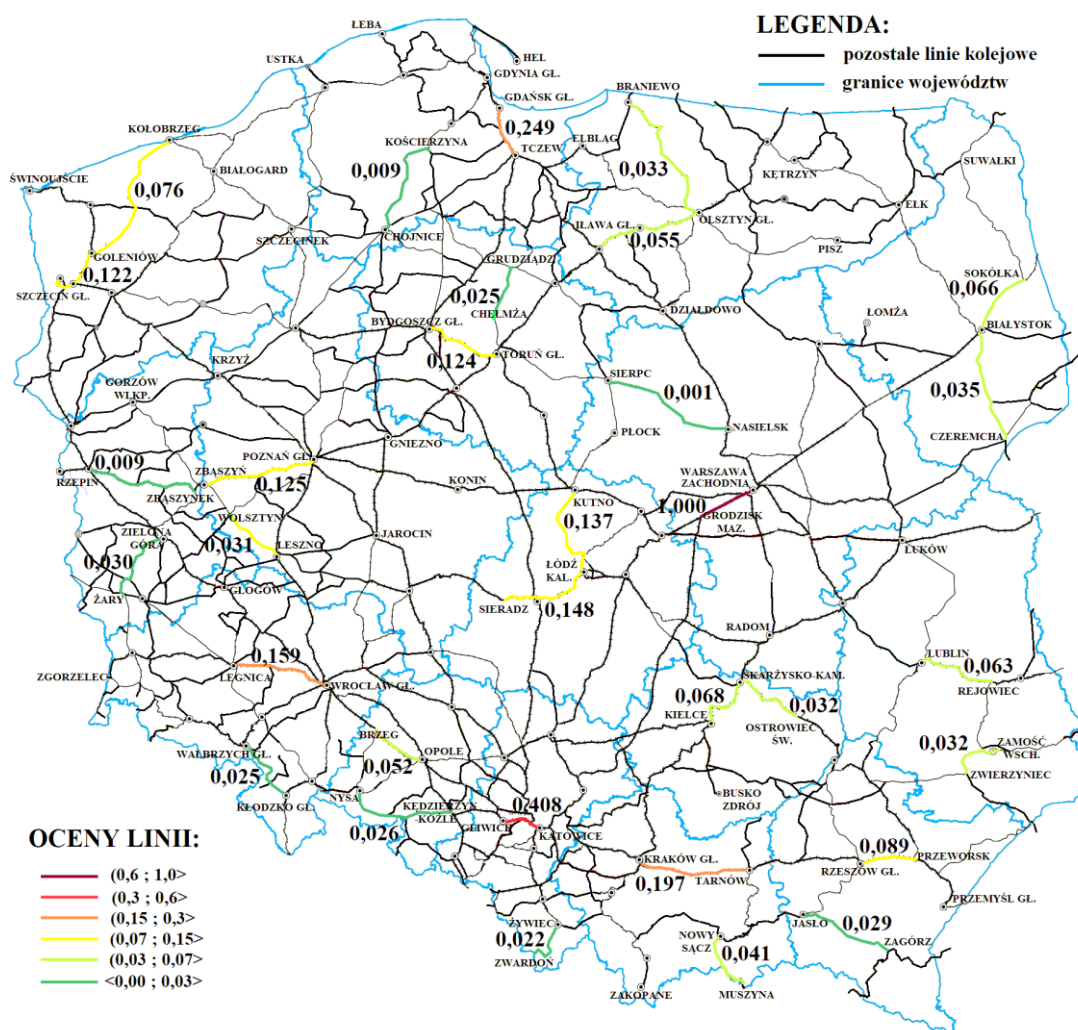 LEGENDA:
pozostałe linie kolejowe
granice województw
ŁEBA
USTKA
HEL
GDYNIA GŁ.
GDAŃSK GŁ.
0,249
TCZEW
BRANIEWO
ELBLĄG
KOŁOBRZEG
KOŚCIERZYNA
0,009
0,033
KĘTRZYN
SUWAŁKI
BIAŁOGARD
ŚWINOUJŚCIE
0,076
EŁK
OLSZTYN GŁ.
IŁAWA GŁ.
0,055
PISZ
SZCZECINEK
CHOJNICE
GOLENIÓW
0,122
SZCZECIN GŁ.
GRUDZIĄDZ
0,025
CHEŁMŻA
SOKÓŁKA
0,066
DZIAŁDOWO
ŁOMŻA
BIAŁYSTOK
BYDGOSZCZ GŁ.
0,124
TORUŃ GŁ.
KRZYŻ
SIERPC
0,001
GORZÓW
WLKP.
0,035
NASIELSK
PŁOCK
GNIEZNO
CZEREMCHA
POZNAŃ GŁ.
0,009
ZBĄSZYŃ
RZEPIN
0,125
ZBĄSZYNEK
KONIN
WARSZAWA
ZACHODNIA
KUTNO
1,000
GRODZISK
MAZ.
0,137
WOLSZTYN
ZIELONA
GÓRA
0,031
LESZNO
JAROCIN
ŁUKÓW
0,030
ŁÓDŹ
KAL.
GŁOGÓW
ŻARY
SIERADZ
0,148
RADOM
LUBLIN
0,063
REJOWIEC
0,159
LEGNICA
ZGORZELEC
WROCŁAW GŁ.
SKARŻYSKO-KAM.
0,068
KIELCE
0,032
OSTROWIEC
ŚW.
BRZEG
OPOLE
0,052
WAŁBRZYCH GŁ.
0,025
KŁODZKO GŁ.
NYSA
0,026
KĘDZIERZYN
-KOŹLE
0,032
ZAMOŚĆ
WSCH.
ZWIERZYNIEC
BUSKO
ZDRÓJ
0,408
GLIWICE
KATOWICE
OCENY LINII:
(0,6 ; 1,0>
(0,3 ; 0,6>
(0,15 ; 0,3>
(0,07 ; 0,15>
(0,03 ; 0,07>
<0,00 ; 0,03>
KRAKÓW GŁ.
0,197
TARNÓW
0,089
PRZEWORSK
RZESZÓW GŁ.
PRZEMYŚL GŁ.
ŻYWIEC
0,022
ZWARDOŃ
NOWY
SĄCZ
0,041
MUSZYNA
ZAKOPANE
JASŁO
0,029
ZAGÓRZ